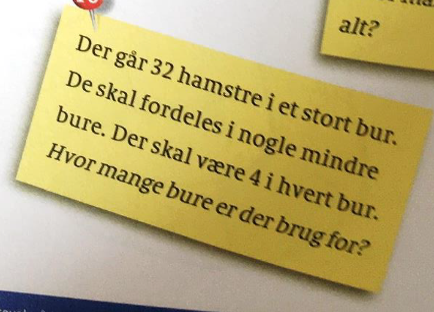 alt?
Der går 32 hamstre i et stort bur.
De skal fordeles i nogle mindre
bure. Der skal være 4 i hvert bur.
Hvor mange bure er der brug for?